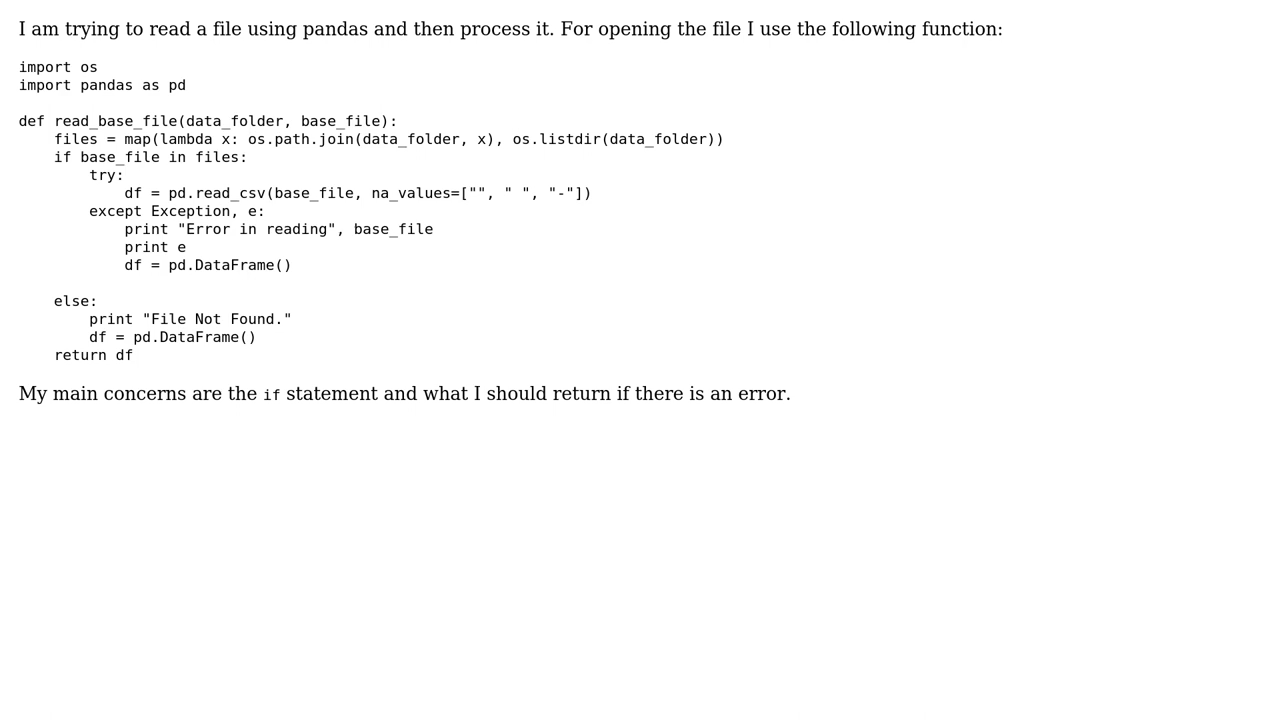 I am trying to read a file using pandas and then process it. For opening the file I use the following function:
import os
import pandas as pd

def read_base_file(data_folder, base_file):
    files = map(lambda x: os.path.join(data_folder, x), os.listdir(data_folder))
    if base_file in files:
        try:
            df = pd.read_csv(base_file, na_values=["", " ", "-"])
        except Exception, e:
            print "Error in reading", base_file
            print e
            df = pd.DataFrame()

    else:
        print "File Not Found."
        df = pd.DataFrame()
    return df
My main concerns are the if statement and what I should return if there is an error.